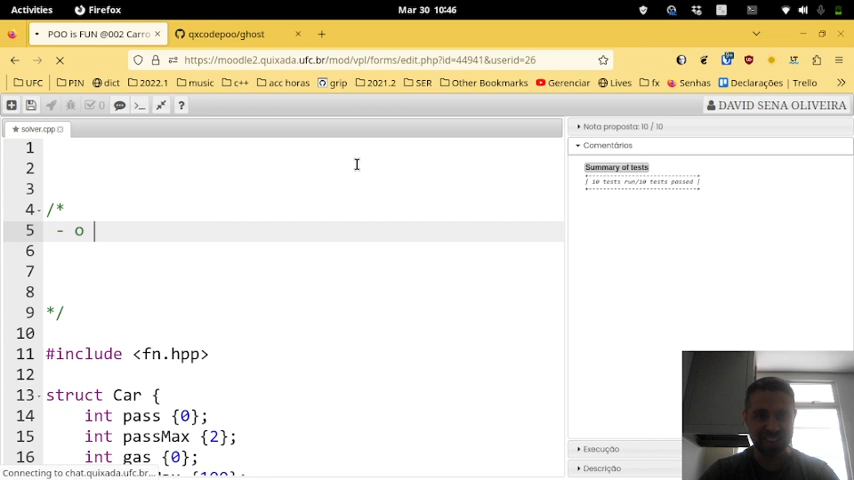 Activities Firefox Mar 30 10:46
POO is FUN @002 Carro qxcodepoo/ghost
https://moodle2.quixada.ufc.br/mod/vpl/forms/edit.php?id=44941&userid=26
UFC PIN dict 2022.1 music c++ acc horas grip 2021.2 SER Other Bookmarks Gerenciar Lives fx Senhas Declarações | Trello
0 DAVID SENA OLIVEIRA
solver.cpp
Nota proposta: 10 / 10
Comentários
Summary of tests
| 10 tests run/10 tests passed |
1
2
3
4 /*
5 - o
6
7
8
9 */
10
11 #include <fn.hpp>
12
13 struct Car {
14 int pass {0};
15 int passMax {2};
16 int gas {0};
Execução
Descrição
Connecting to chat.quixada.ufc.br...